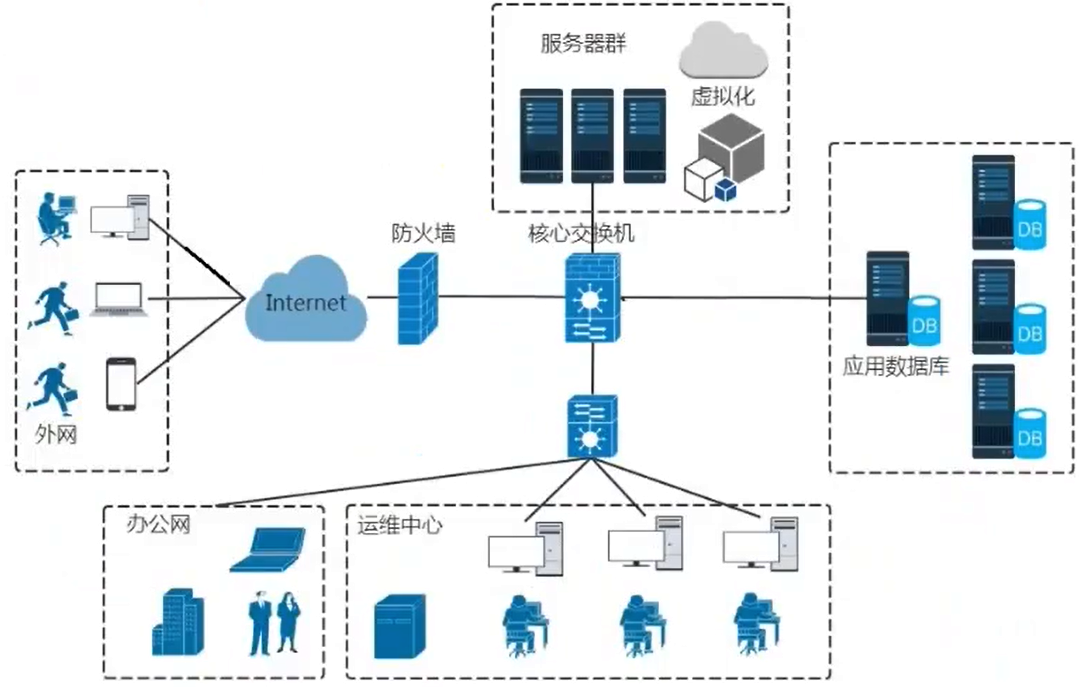 服务器群
虚拟化
防火墙
核心交换机
Internet
外网
DB
DB
DB
DB
应用数据库
办公网
运维中心